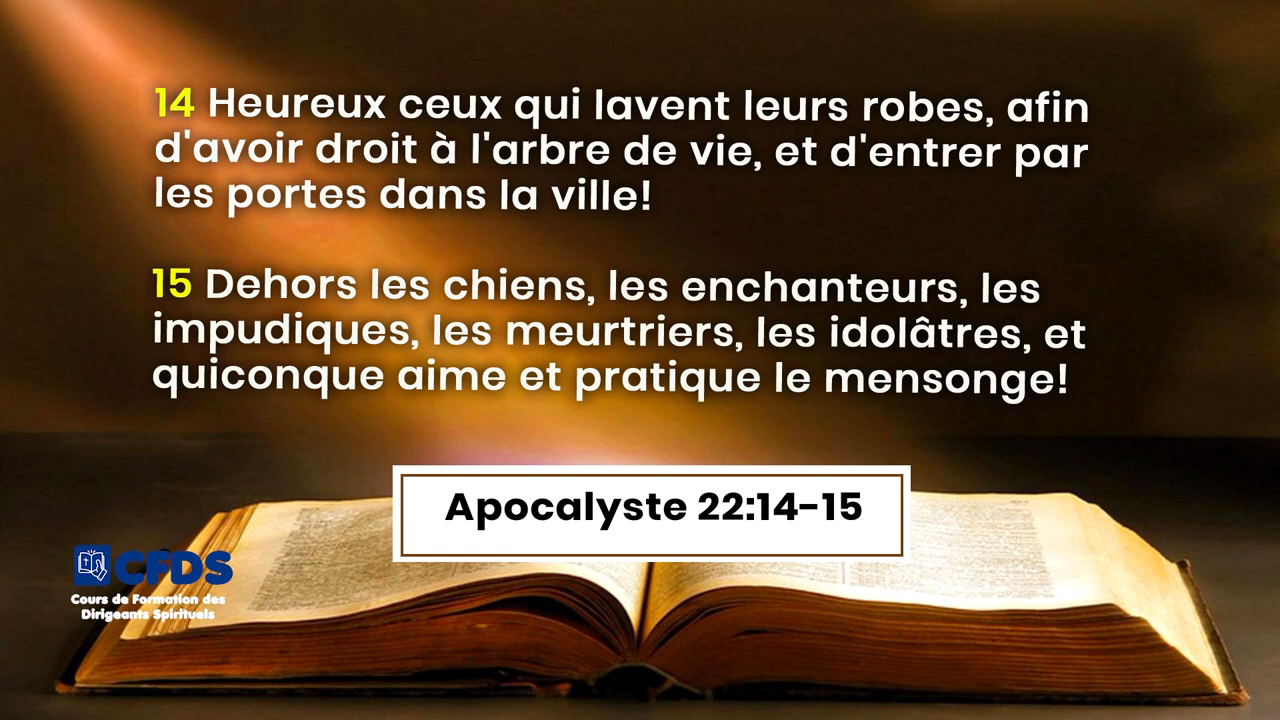 14 Heureux ceux qui lavent leurs robes, afin
d'avoir droit à l'arbre de vie, et d'entrer par
les portes dans la ville!
15 Dehors les chiens, les enchanteurs, les
impudiques, les meurtriers, les idolâtres, et
quiconque aime et pratique le mensonge!
Apocalyste 22:14-15
CFDS
Cours de Formation des
Dirigeants Spirituels